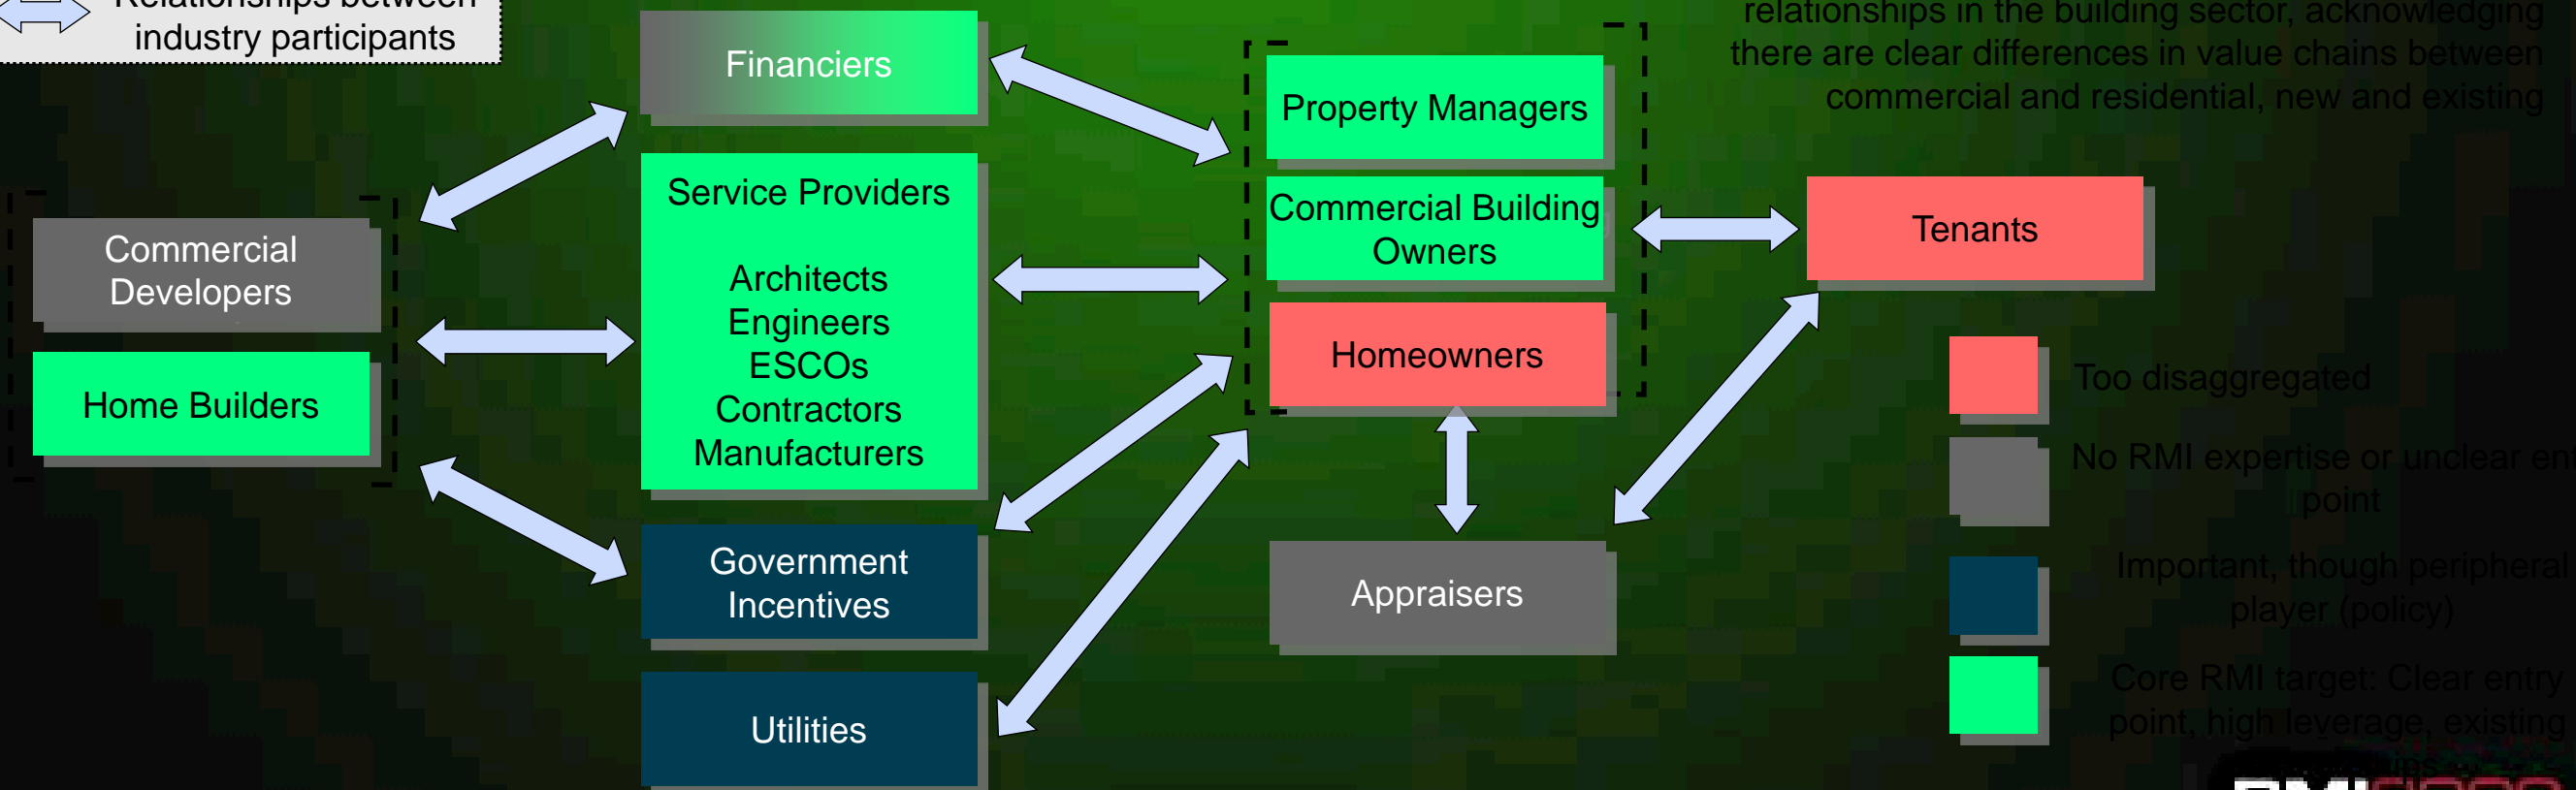 Relationships between
industry participants
relationships in the building sector, acknowledging
there are clear differences in value chains between
commercial and residential, new and existing
Financiers
Service Providers
Architects
Engineers
ESCOs
Contractors
Manufacturers
Government
Incentives
Utilities
Commercial
Developers
Home Builders
Property Managers
Commercial Building
Owners
Homeowners
Appraisers
Tenants
Too disaggregated
No RMI expertise or unclear
point
Important, though peripheral
player (policy)
Core RMI target: Clear entry
point, high leverage, existing